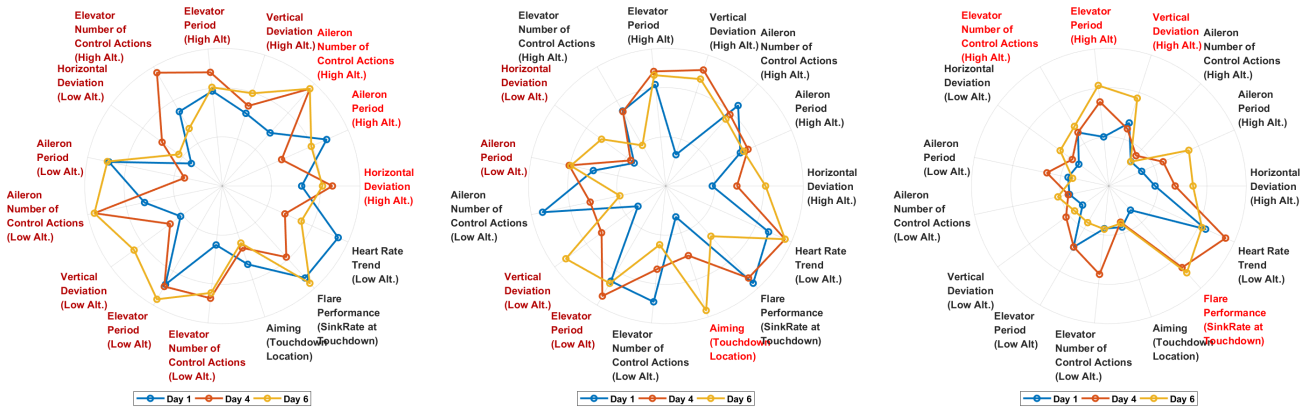 Elevator
Number of
Control Actions
(High Alt.)
Elevator
Period
(High Alt)
Vertical
Deviation
(High Alt.)
Aileron
Number of
Control Actions
(High Alt.)
Aileron
Period
(High Alt.)
Horizontal
Deviation
(High Alt.)
Heart Rate
Trend
(Low Alt.)
Flare
Performance
(SinkRate at
Touchdown)
Aiming
(Touchdown
Location)
Elevator
Number of
Control Actions
(Low Alt.)
Elevator
Period
(Low Alt)
Vertical
Deviation
(Low Alt.)
Aileron
Number of
Control Actions
(Low Alt.)
Aileron
Period
(Low Alt.)
Horizontal
Deviation
(Low Alt.)
Day 1 Day 4 Day 6
Elevator
Number of
Control Actions
(High Alt.)
Elevator
Period
(High Alt)
Vertical
Deviation
(High Alt.)
Aileron
Number of
Control Actions
(High Alt.)
Aileron
Period
(High Alt.)
Horizontal
Deviation
(High Alt.)
Heart Rate
Trend
(Low Alt.)
Flare
Performance
(SinkRate at
Touchdown)
Aiming
(Touchdown
Location)
Elevator
Number of
Control Actions
(Low Alt.)
Elevator
Period
(Low Alt)
Vertical
Deviation
(Low Alt.)
Aileron
Number of
Control Actions
(Low Alt.)
Aileron
Period
(Low Alt.)
Horizontal
Deviation
(Low Alt.)
Day 1 Day 4 Day 6
Elevator
Number of
Control Actions
(High Alt.)
Elevator
Period
(High Alt)
Vertical
Deviation
(High Alt.)
Aileron
Number of
Control Actions
(High Alt.)
Aileron
Period
(High Alt.)
Horizontal
Deviation
(High Alt.)
Heart Rate
Trend
(Low Alt.)
Flare
Performance
(SinkRate at
Touchdown)
Aiming
(Touchdown
Location)
Elevator
Number of
Control Actions
(Low Alt.)
Elevator
Period
(Low Alt)
Vertical
Deviation
(Low Alt.)
Aileron
Number of
Control Actions
(Low Alt.)
Aileron
Period
(Low Alt.)
Horizontal
Deviation
(Low Alt.)
Day 1 Day 4 Day 6